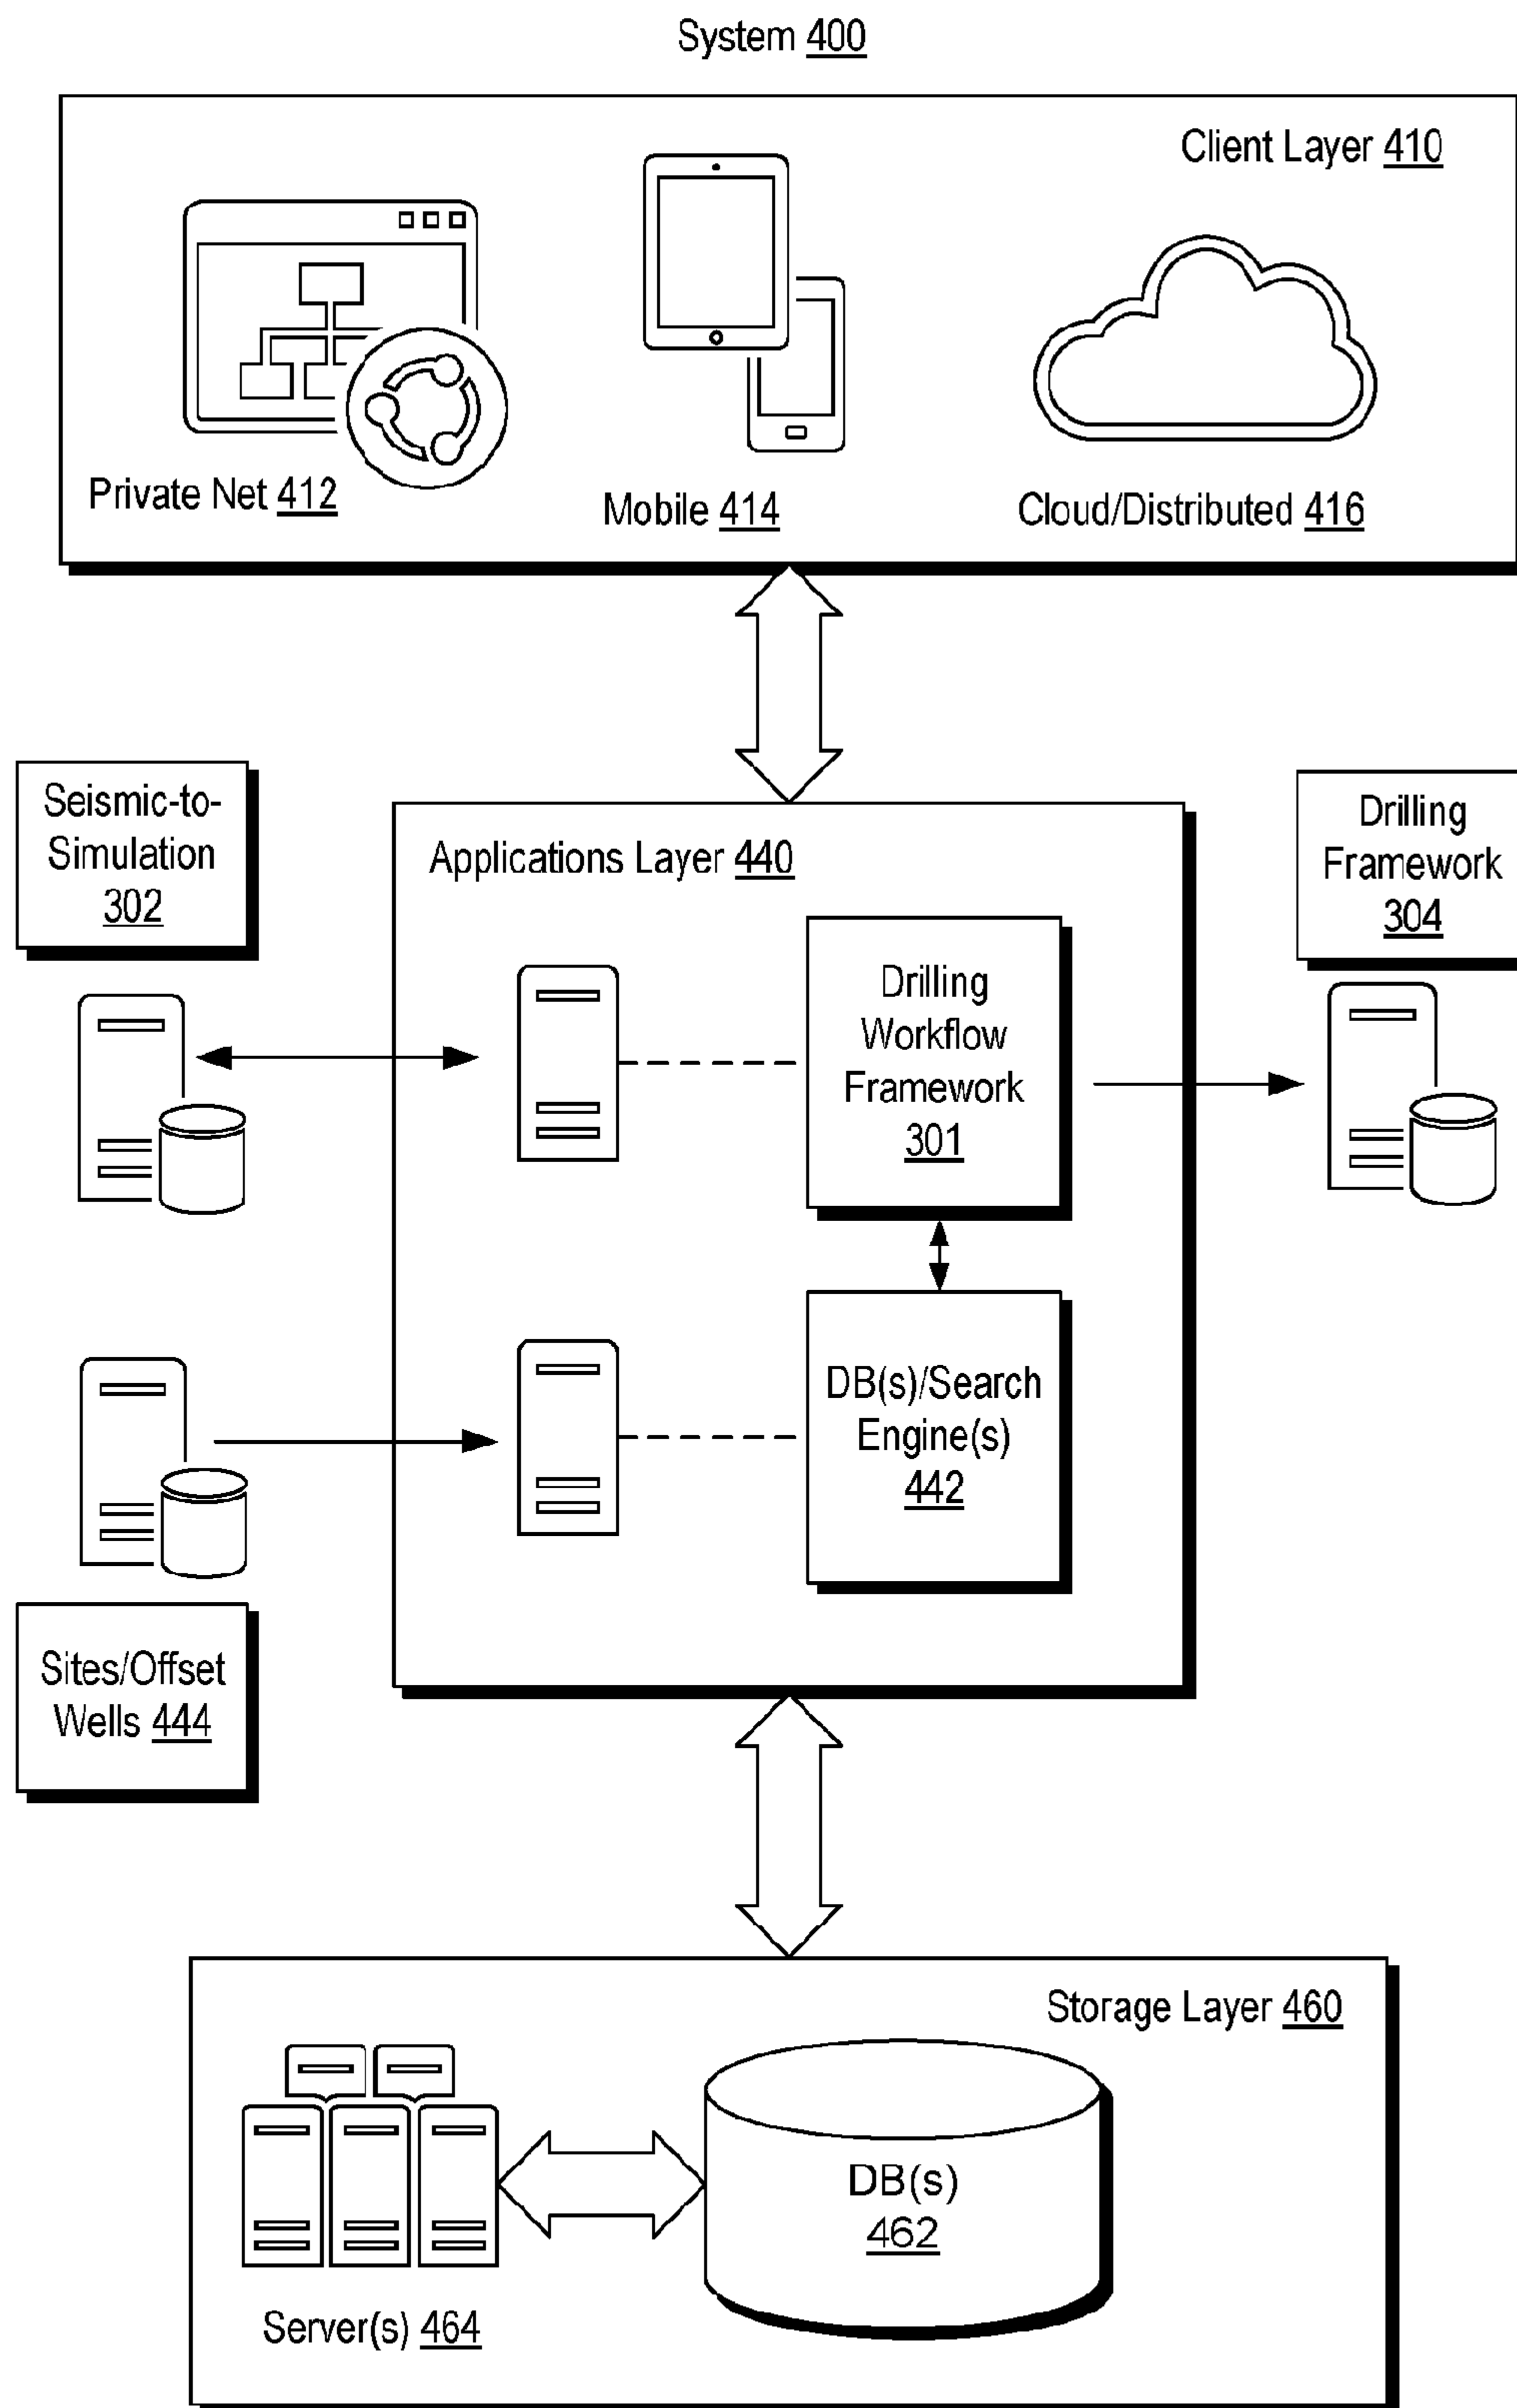 System 400
Client Layer 410
Private Net 412
Mobile 414
Cloud/Distributed 416
Seismic-to-
Simulation
302
Applications Layer 440
Drilling
Framework
304
Drilling
Workflow
Framework
301
DB(s)/Search
Engine(s)
442
Sites/Offset
Wells 444
Storage Layer 460
DB(s)
462
Server(s) 464